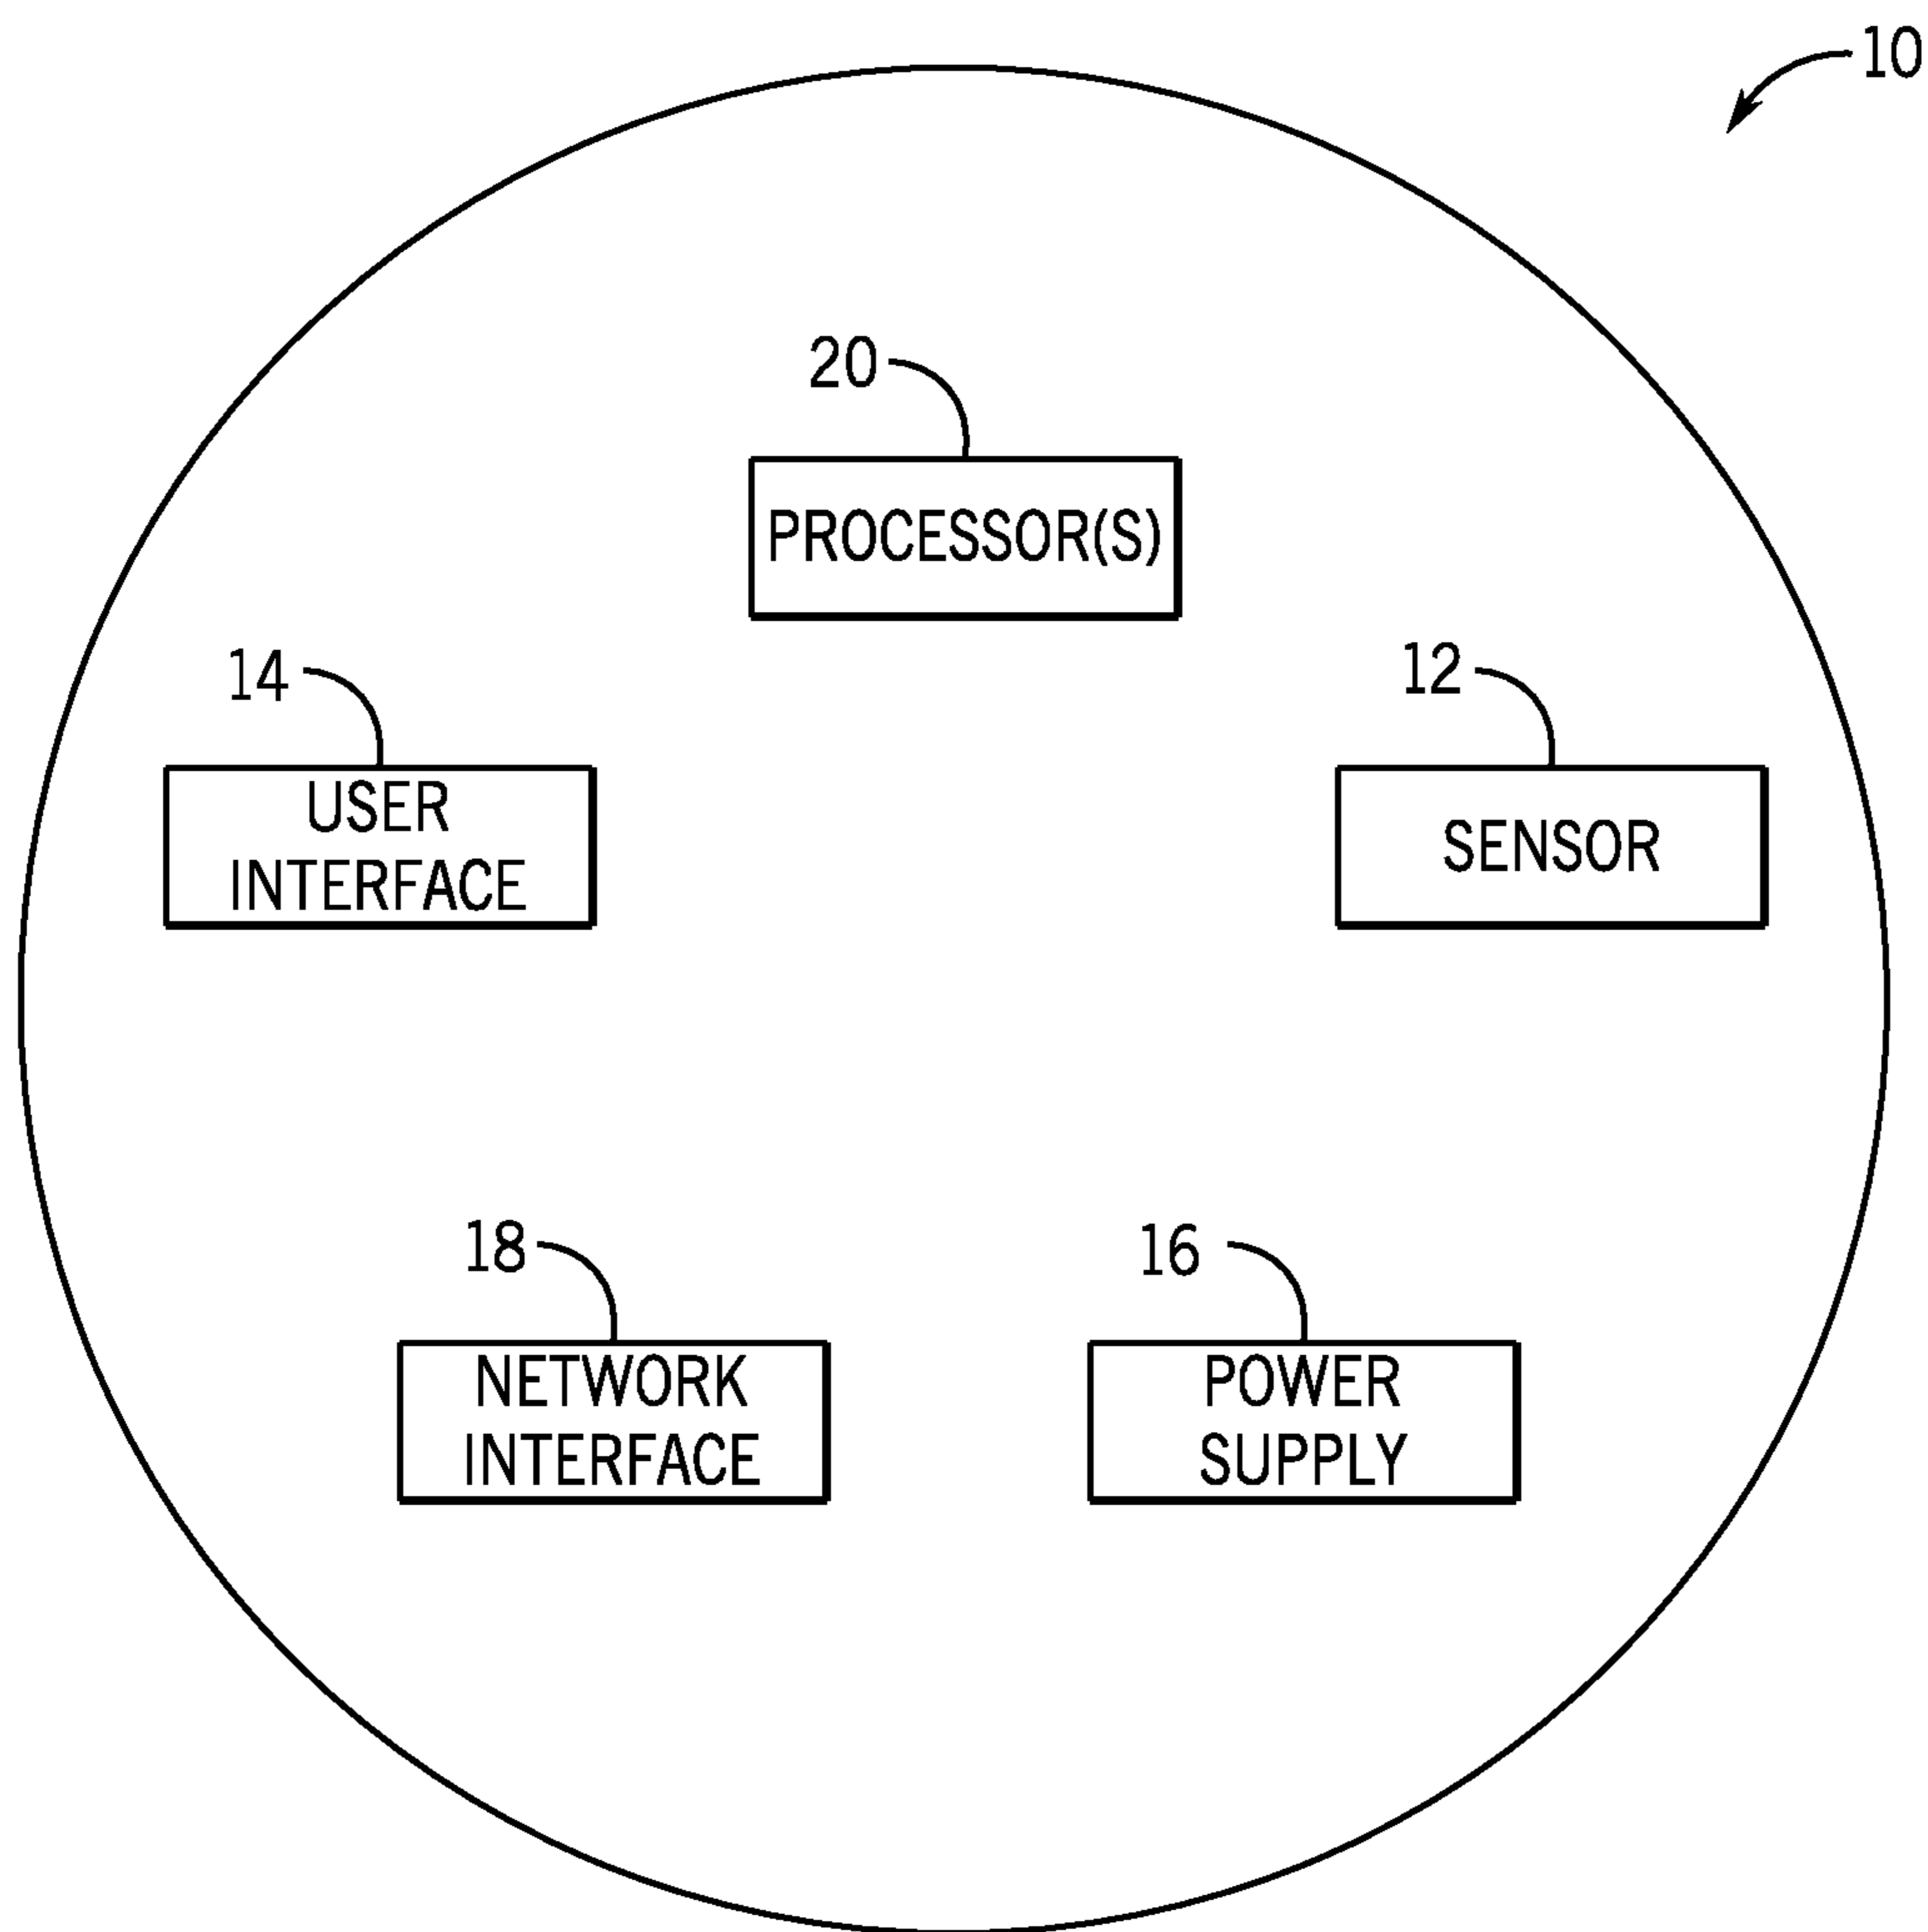 10
20
PROCESSOR(S)
14
USER
INTERFACE
12
SENSOR
18
NETWORK
INTERFACE
16
POWER
SUPPLY